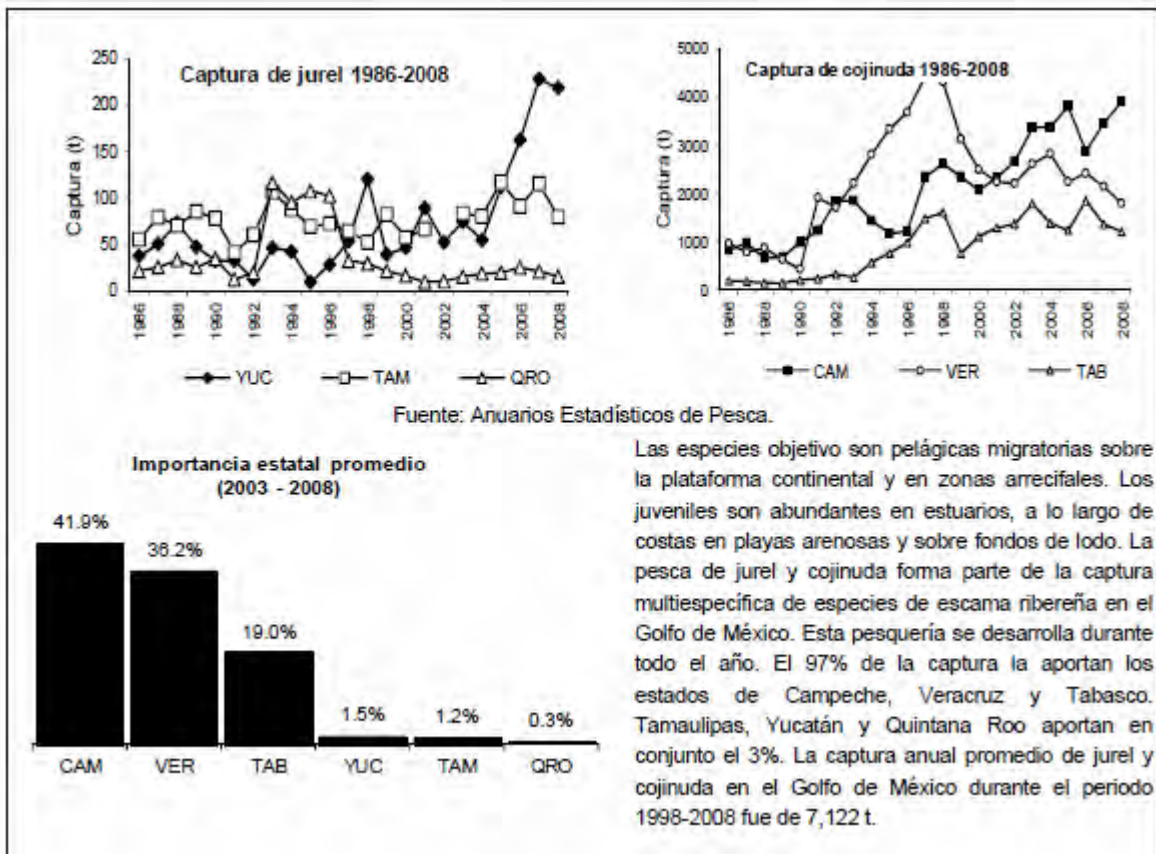 Captura de jurel 1986-2008
Captura (t)
250
200
150
100
50
0
1986
1988
1990
1992
1994
1996
1998
2000
2002
2004
2006
2008
YUC TAM QRO
Captura de cojinuda 1986-2008
Captura (t)
5000
4000
3000
2000
1000
0
1986
1988
1990
1992
1994
1996
1998
2000
2002
2004
2006
2008
CAM VER TAB
Fuente: Anuarios Estadísticos de Pesca.
Importancia estatal promedio
(2003 - 2008)
41.9%
36.2%
19.0%
1.5%
1.2%
0.3%
CAM VER TAB YUC TAM QRO
Las especies objetivo son pelágicas migratorias sobre
la plataforma continental y en zonas arrecifales. Los
juveniles son abundantes en estuarios, a lo largo de
costas en playas arenosas y sobre fondos de lodo. La
pesca de jurel y cojinuda forma parte de la captura
multiespecífica de especies de escama ribereña en el
Golfo de México. Esta pesquería se desarrolla durante
todo el año. El 97% de la captura la aportan los
estados de Campeche, Veracruz y Tabasco.
Tamaulipas, Yucatán y Quintana Roo aportan en
conjunto el 3%. La captura anual promedio de jurel y
cojinuda en el Golfo de México durante el periodo
1998-2008 fue de 7,122 t.